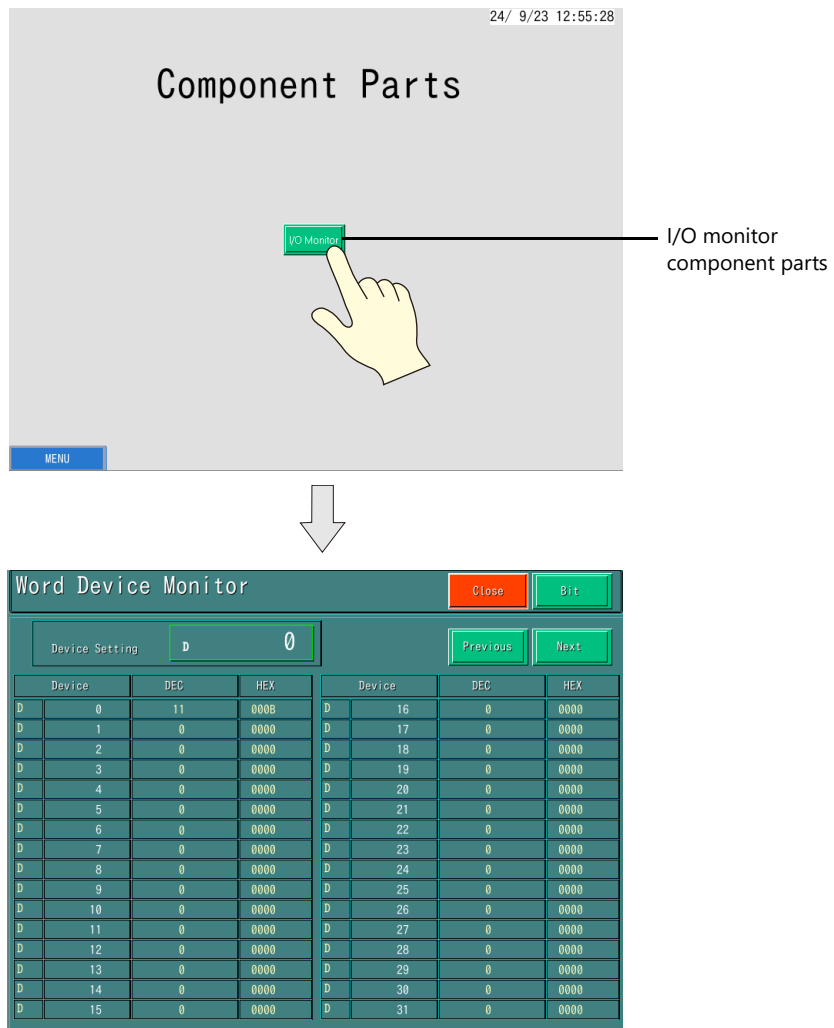 24/ 9/23 12:55:28
Component Parts
I/O Monitor
I/O monitor
component parts
MENU
Word Device Monitor
Close
Bit
Device Setting D 0
Previous
Next
Device DEC HEX Device DEC HEX
D 0 11 000B D 16 0 0000
D 1 0 0000 D 17 0 0000
D 2 0 0000 D 18 0 0000
D 3 0 0000 D 19 0 0000
D 4 0 0000 D 20 0 0000
D 5 0 0000 D 21 0 0000
D 6 0 0000 D 22 0 0000
D 7 0 0000 D 23 0 0000
D 8 0 0000 D 24 0 0000
D 9 0 0000 D 25 0 0000
D 10 0 0000 D 26 0 0000
D 11 0 0000 D 27 0 0000
D 12 0 0000 D 28 0 0000
D 13 0 0000 D 29 0 0000
D 14 0 0000 D 30 0 0000
D 15 0 0000 D 31 0 0000